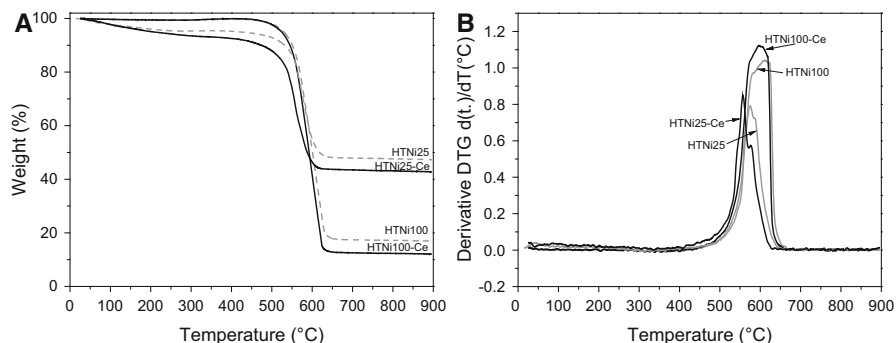 A
100
80
60
40
20
0
Weight (%)
HTNi25
HTNi25-Ce
HTNi100
HTNi100-Ce
0 100 200 300 400 500 600 700 800 900
Temperature (°C)
B
1.2
1.0
0.8
0.6
0.4
0.2
0.0
-0.2
Derivative DTG d(t.)/dT(°C)
HTNi100-Ce
HTNi100
HTNi25-Ce
HTNi25
0 100 200 300 400 500 600 700 800 900
Temperature (°C)